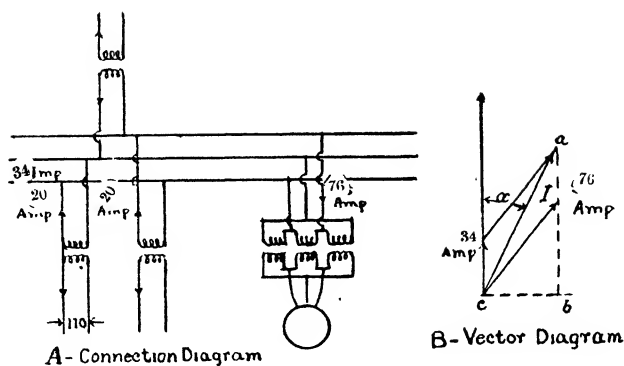 34 Amp
20 Amp
20 Amp
76 Amp
110
A - Connection Diagram
a
α
I
76 Amp
34 Amp
c
b
B - Vector Diagram